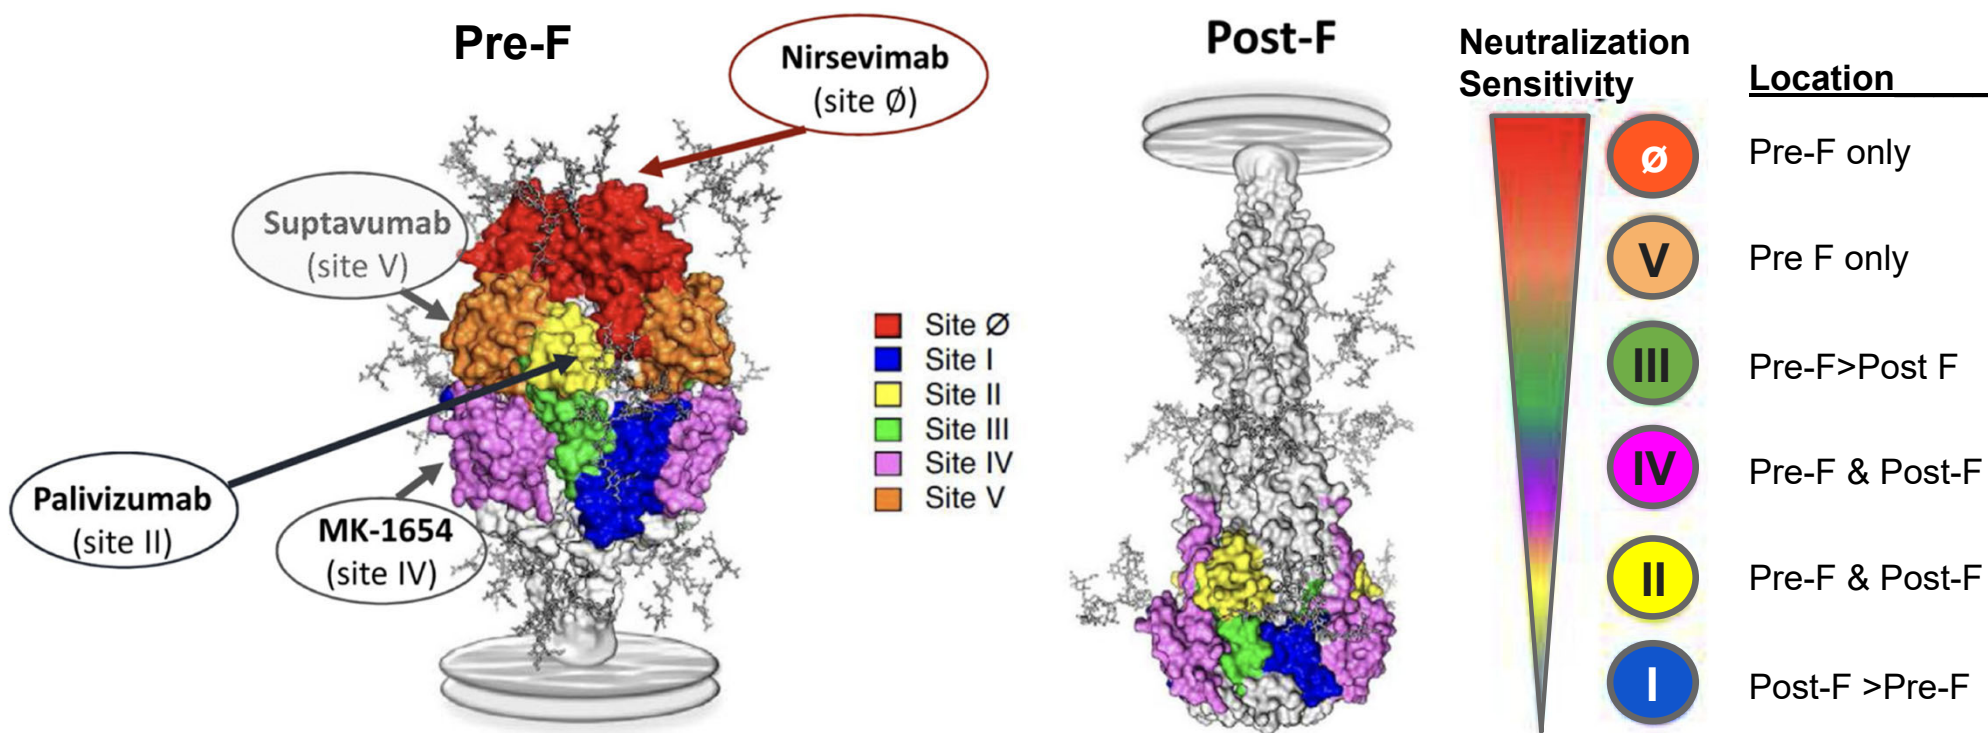 Pre-F
Nirsevimab
(site Ø)
Suptavumab
(site V)
Palivizumab
(site II)
MK-1654
(site IV)
Site Ø
Site I
Site II
Site III
Site IV
Site V
Post-F
Neutralization
Sensitivity
Location
ø Pre-F only
V Pre F only
III Pre-F>Post F
IV Pre-F & Post-F
II Pre-F & Post-F
I Post-F >Pre-F